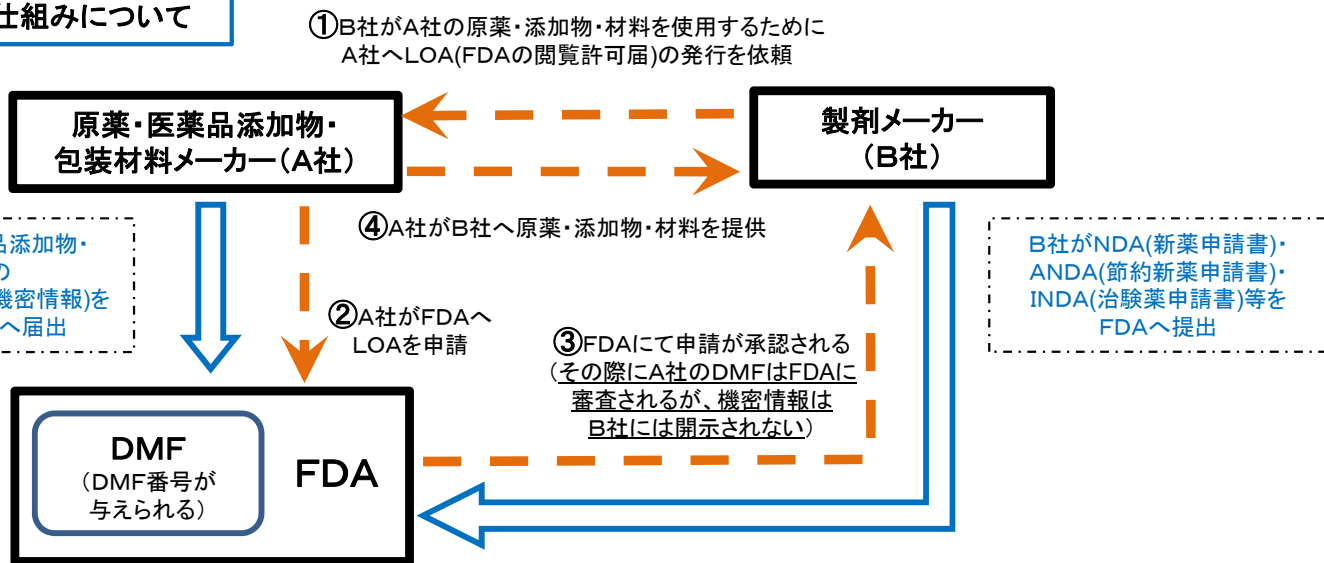 仕組みについて
①B社がA社の原薬・添加物・材料を使用するために
A社へLOA(FDAの閲覧許可届)の発行を依頼
原薬・医薬品添加物・
包装材料メーカー(A社)
製剤メーカー
(B社)
④A社がB社へ原薬・添加物・材料を提供
品添加物・
の
機密情報)を
へ届出
②A社がFDAへ
LOAを申請
③FDAにて申請が承認される
(その際にA社のDMFはFDAに
審査されるが、機密情報は
B社には開示されない)
B社がNDA(新薬申請書)・
ANDA(節約新薬申請書)・
INDA(治験薬申請書)等を
FDAへ提出
DMF
(DMF番号が
与えられる)
FDA